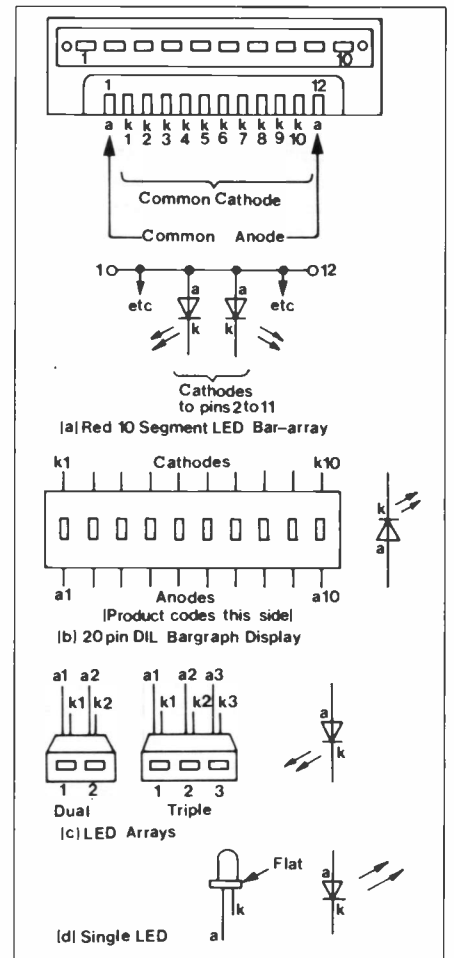 1 10
1 12
a k k k k k k k k k k a
1 2 3 4 5 6 7 8 9 10
Common Cathode
Common Anode
1 12
a a
etc etc
k k
Cathodes
to pins 2 to 11
(a) Red 10 Segment LED Bar-array
k1 Cathodes k10
k
a
a1 Anodes a10
(Product codes this side)
(b) 20 pin DIL Bargraph Display
a1 a2 a1 a2 a3
k1 k2 k1 k2 k3
a
k
1 2 1 2 3
Dual Triple
(c) LED Arrays
Flat
a
k k
a
(d) Single LED